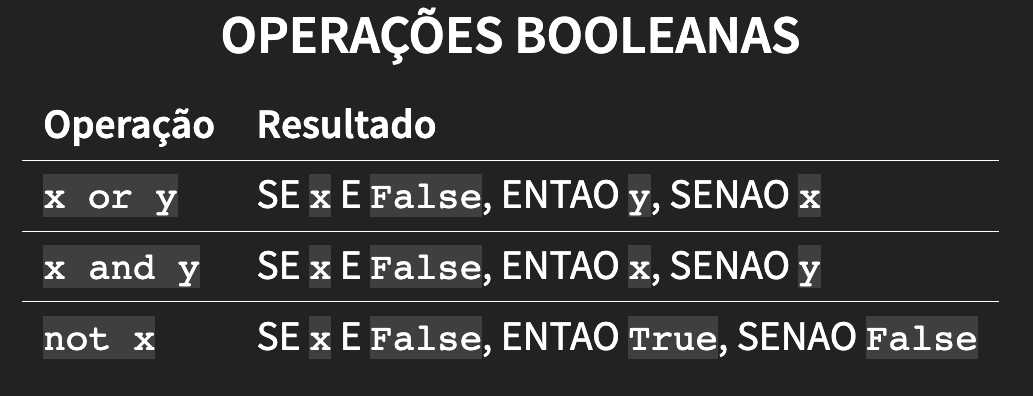 OPERAÇÕES BOOLEANAS
Operação Resultado
x or y SE x E False, ENTAO y, SENAO x
x and y SE x E False, ENTAO x, SENAO y
not x SE x E False, ENTAO True, SENAO False